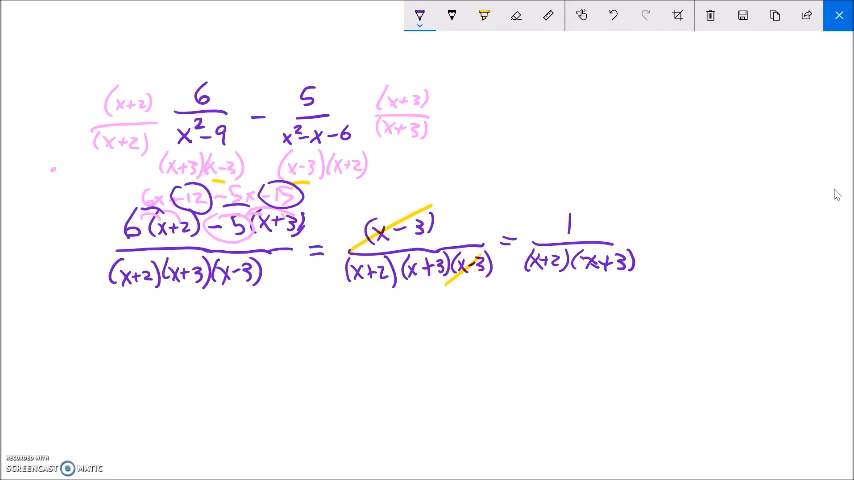 (x+2)/(x+2) 6/(x²-9) - 5/(x²-x-6) (x+3)/(x+3)
(x+3)(x-3) (x-3)(x+2)
6x+12 -5x-15
6(x+2) -5(x+3)/(x+2)(x+3)(x-3) = (x-3)/(x+2)(x+3)(x-3) = 1/(x+2)(x+3)
RECORDED WITH
SCREENCAST MATIC